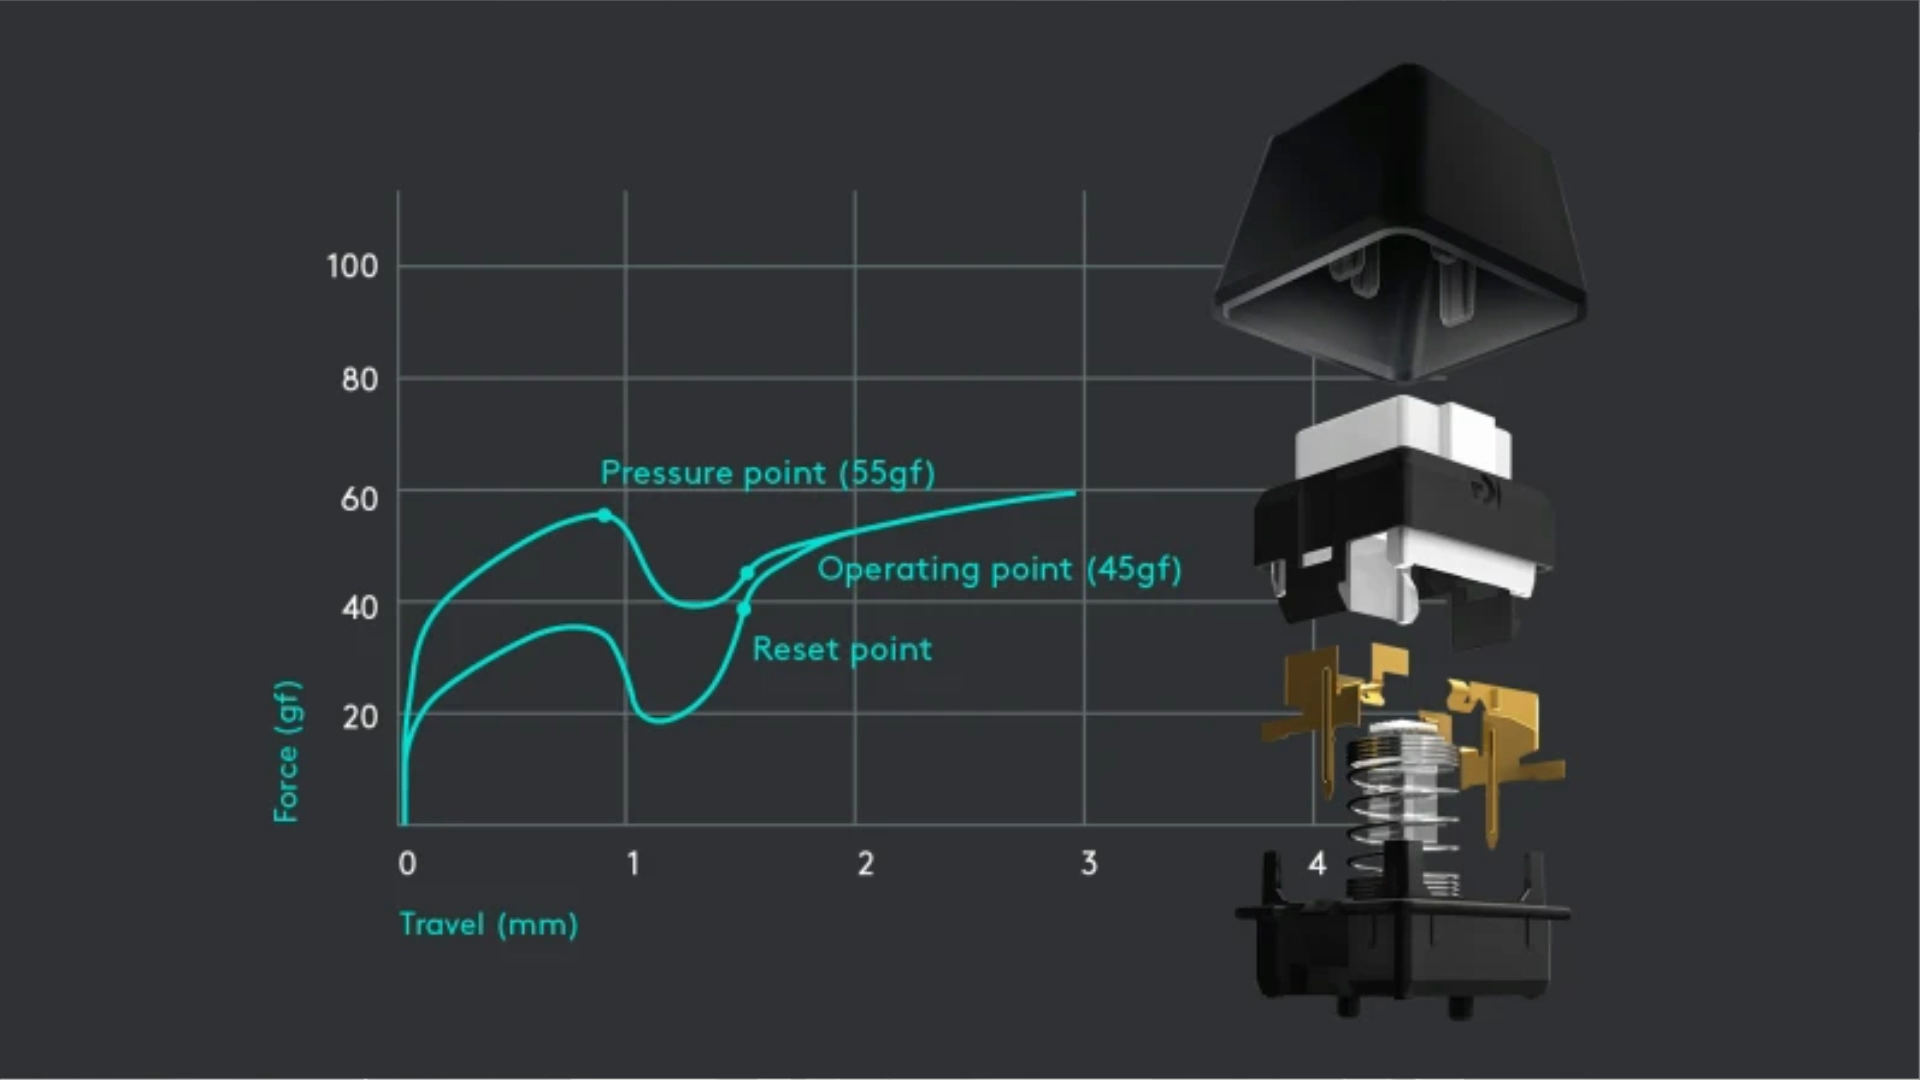 100
80
Pressure point (55gf)
60
Operating point (45gf)
40
Reset point
20
Force (gf)
0 1 2 3 4
Travel (mm)